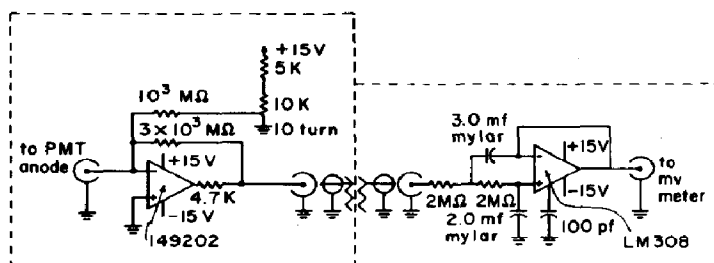 +15V
5K
10³ MΩ
10K
10 turn
3×10³ MΩ
to PMT
anode
+15V
4.7K
-15V
149202
3.0 mf
mylar
+15V
-15V
to
mv
meter
2MΩ
2MΩ
2.0 mf
mylar
100 pf
LM308